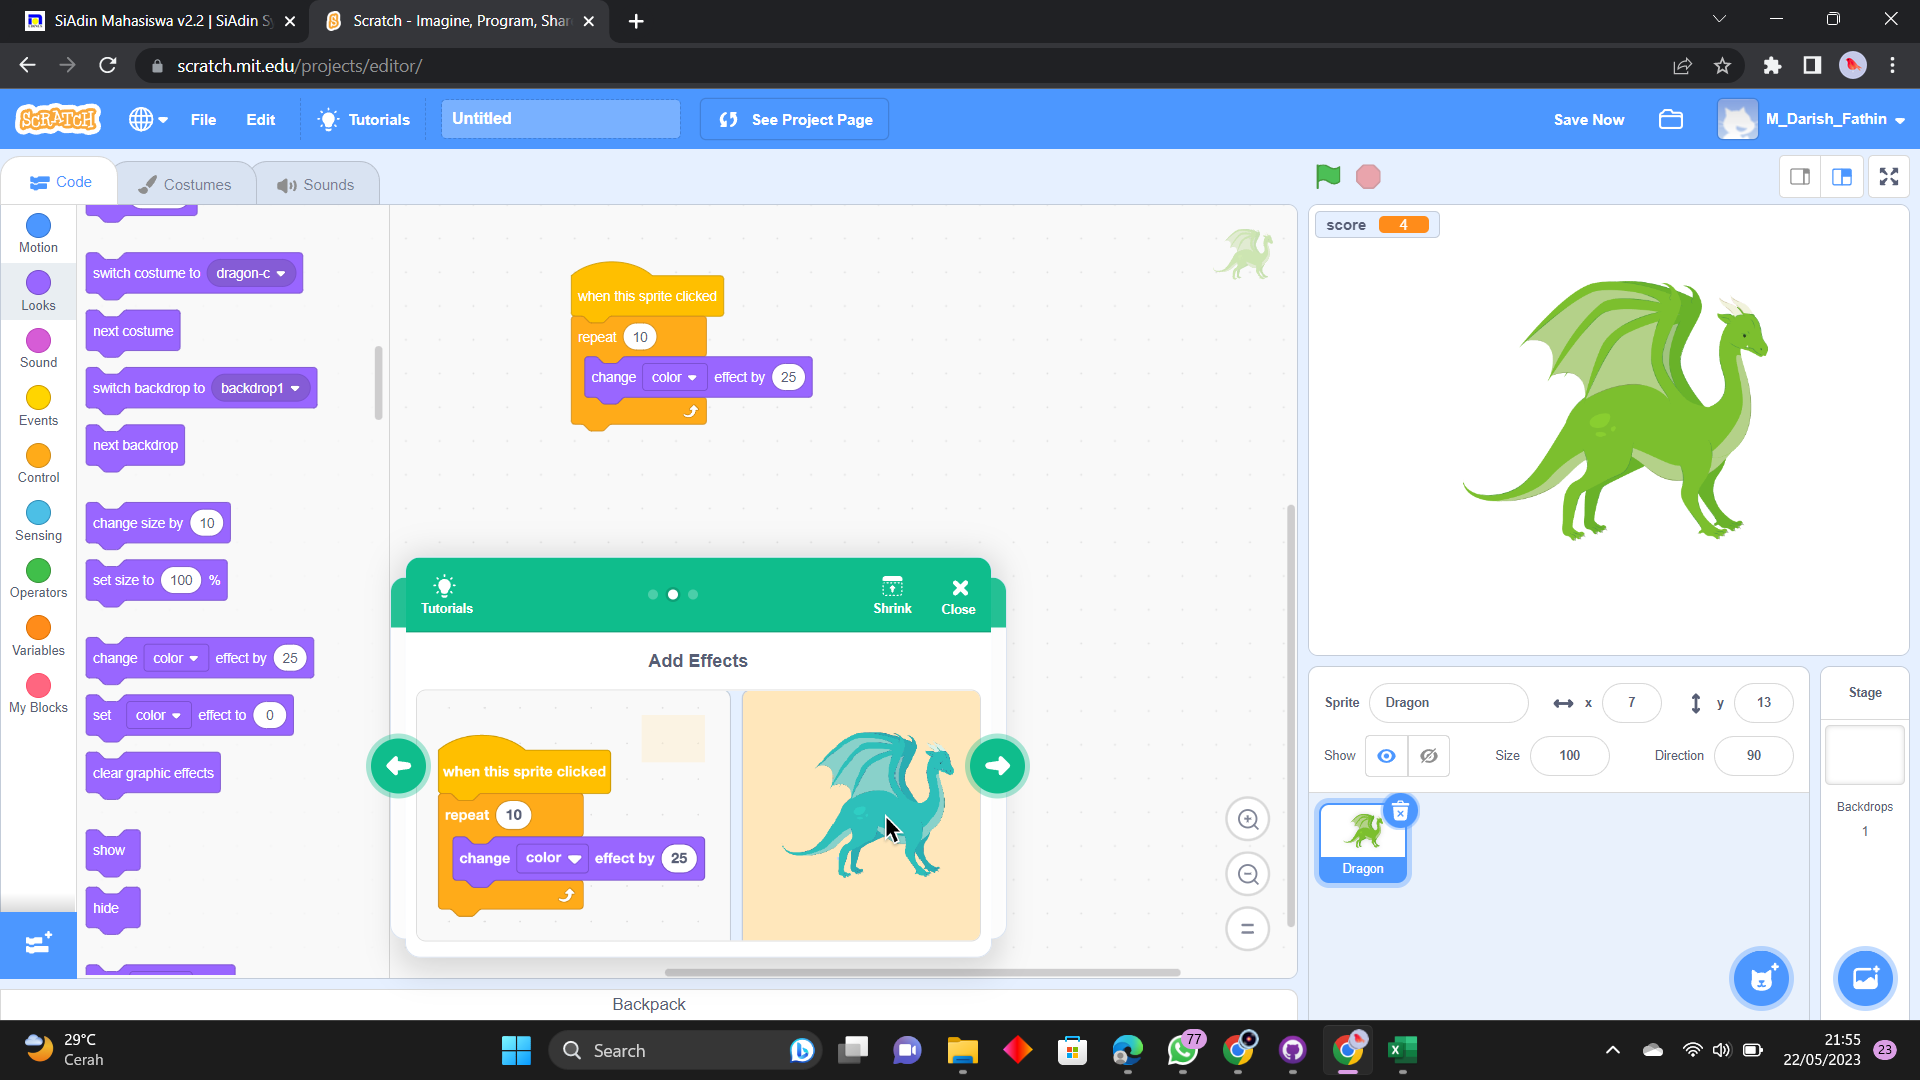 SiAdin Mahasiswa v2.2 | SiAdin S
Scratch - Imagine, Program, Shar
scratch.mit.edu/projects/editor/
SCRATCH
File
Edit
Tutorials
Untitled
See Project Page
Save Now
M_Darish_Fathin
Code
Costumes
Sounds
Motion
Looks
Sound
Events
Control
Sensing
Operators
Variables
My Blocks
switch costume to dragon-c
next costume
switch backdrop to backdrop1
next backdrop
change size by 10
set size to 100 %
change color effect by 25
set color effect to 0
clear graphic effects
show
hide
when this sprite clicked
repeat 10
change color effect by 25
Tutorials
Shrink
Close
Add Effects
when this sprite clicked
repeat 10
change color effect by 25
score 4
Sprite Dragon x 7 y 13
Show Size 100 Direction 90
Dragon
Stage
Backdrops
1
Backpack
29°C
Cerah
Search
77
21:55
22/05/2023
23